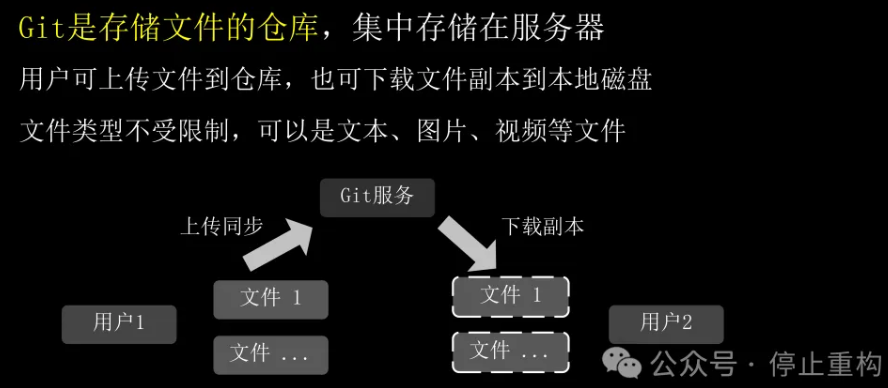 Git是存储文件的仓库，集中存储在服务器
用户可上传文件到仓库，也可下载文件副本到本地磁盘
文件类型不受限制，可以是文本、图片、视频等文件
Git服务
上传同步
下载副本
文件 1
文件 1
用户1
用户2
文件 ...
文件 ...
公众号·停止重构